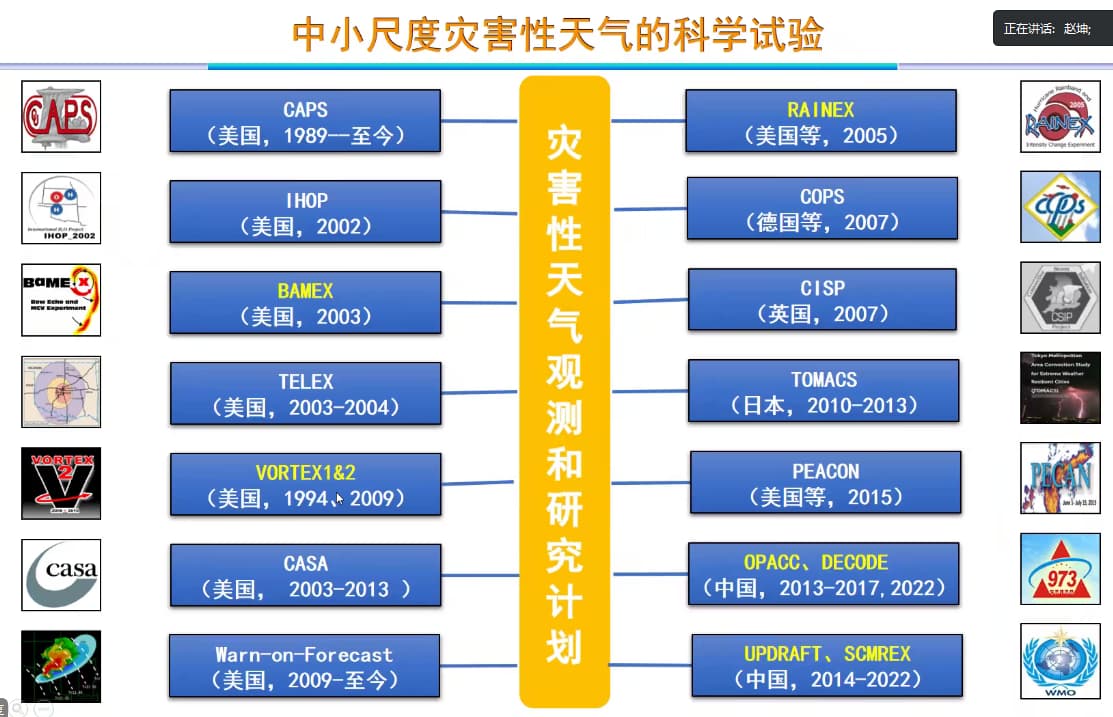 中小尺度灾害性天气的科学试验
正在讲话: 赵坤;
CAPS
CAPS
（美国，1989--至今）
IHOP_2002
IHOP
（美国，2002）
BAMEX
Bow Echo and
MCV Experiment
BAMEX
（美国，2003）
TELEX
（美国，2003-2004）
VORTEX
2
VORTEX1&2
（美国，1994、2009）
casa
CASA
（美国， 2003-2013 ）
Warn-on-Forecast
（美国，2009-至今）
灾害性天气观测和研究计划
RAINEX
（美国等，2005）
Hurricane Rainband and
2005
RAINEX
Intensity Change Experiment
COPS
（德国等，2007）
COPS
CISP
（英国，2007）
CSIP
Project
TOMACS
（日本，2010-2013）
Tokyo Metropolitan
Area Convection Study
for Extreme Weather
Resilient Cities
(TOMACS)
PEACON
（美国等，2015）
PECAN
June 1 - July 15, 2015
OPACC、DECODE
（中国，2013-2017,2022）
973
UPDRAFT、SCMREX
（中国，2014-2022）
WMO